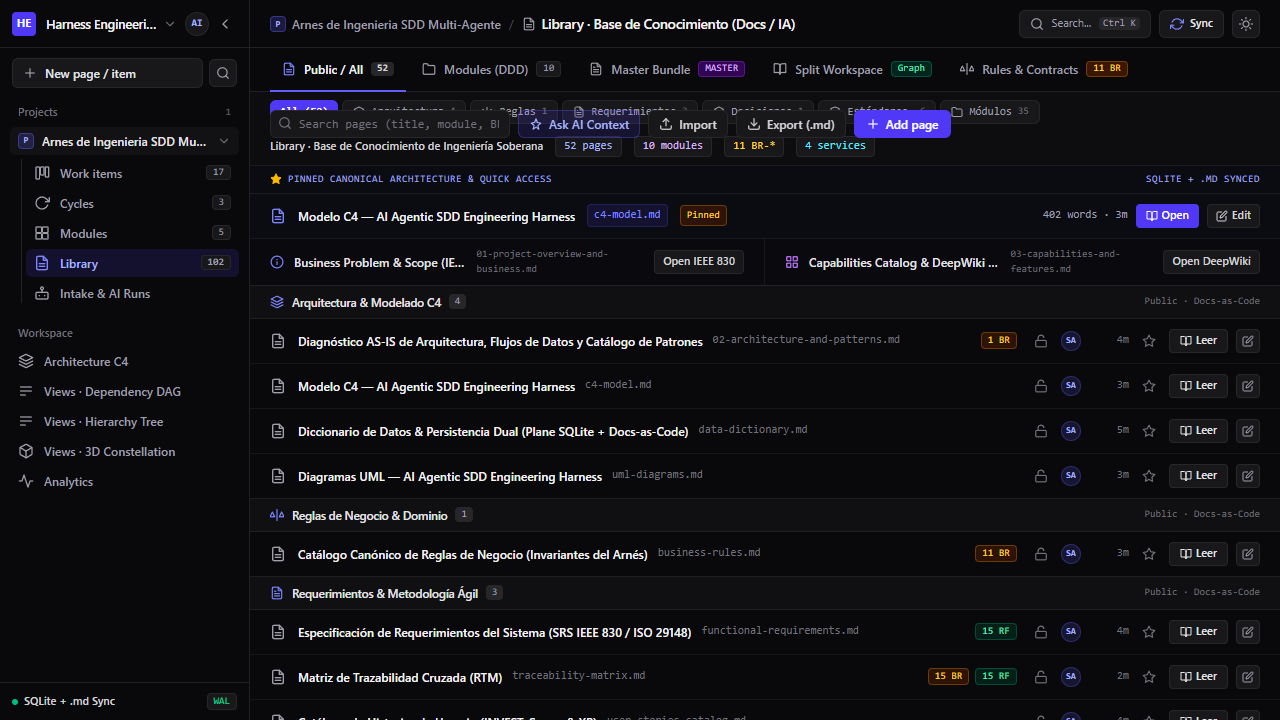 HE Harness Engineeri... AI
New page / item
Projects 1
P Arnes de Ingenieria SDD Mu...
Work items 17
Cycles 3
Modules 5
Library 102
Intake & AI Runs
Workspace
Architecture C4
Views · Dependency DAG
Views · Hierarchy Tree
Views · 3D Constellation
Analytics
SQLite + .md Sync WAL
P Arnes de Ingenieria SDD Multi-Agente / Library · Base de Conocimiento (Docs / IA)
Search... Ctrl K Sync
Public / All 52 Modules (DDD) 10 Master Bundle MASTER Split Workspace Graph Rules & Contracts 11 BR
Reglas 1 Requerimientos Módulos 35
Search pages (title, module, BI Ask AI Context Import Export (.md) Add page
Library · Base de Conocimiento de Ingeniería Soberana 52 pages 10 modules 11 BR-* 4 services
PINNED CANONICAL ARCHITECTURE & QUICK ACCESS SQLITE + .MD SYNCED
Modelo C4 — AI Agentic SDD Engineering Harness c4-model.md Pinned 402 words · 3m Open Edit
Business Problem & Scope (IE... 01-project-overview-and-business.md Open IEEE 830
Capabilities Catalog & DeepWiki ... 03-capabilities-and-features.md Open DeepWiki
Arquitectura & Modelado C4 4 Public · Docs-as-Code
Diagnóstico AS-IS de Arquitectura, Flujos de Datos y Catálogo de Patrones 02-architecture-and-patterns.md 1 BR SA 4m Leer
Modelo C4 — AI Agentic SDD Engineering Harness c4-model.md SA 3m Leer
Diccionario de Datos & Persistencia Dual (Plane SQLite + Docs-as-Code) data-dictionary.md SA 5m Leer
Diagramas UML — AI Agentic SDD Engineering Harness uml-diagrams.md SA 3m Leer
Reglas de Negocio & Dominio 1 Public · Docs-as-Code
Catálogo Canónico de Reglas de Negocio (Invariantes del Arnés) business-rules.md 11 BR SA 3m Leer
Requerimientos & Metodología Ágil 3 Public · Docs-as-Code
Especificación de Requerimientos del Sistema (SRS IEEE 830 / ISO 29148) functional-requirements.md 15 RF SA 4m Leer
Matriz de Trazabilidad Cruzada (RTM) traceability-matrix.md 15 BR 15 RF SA 2m Leer